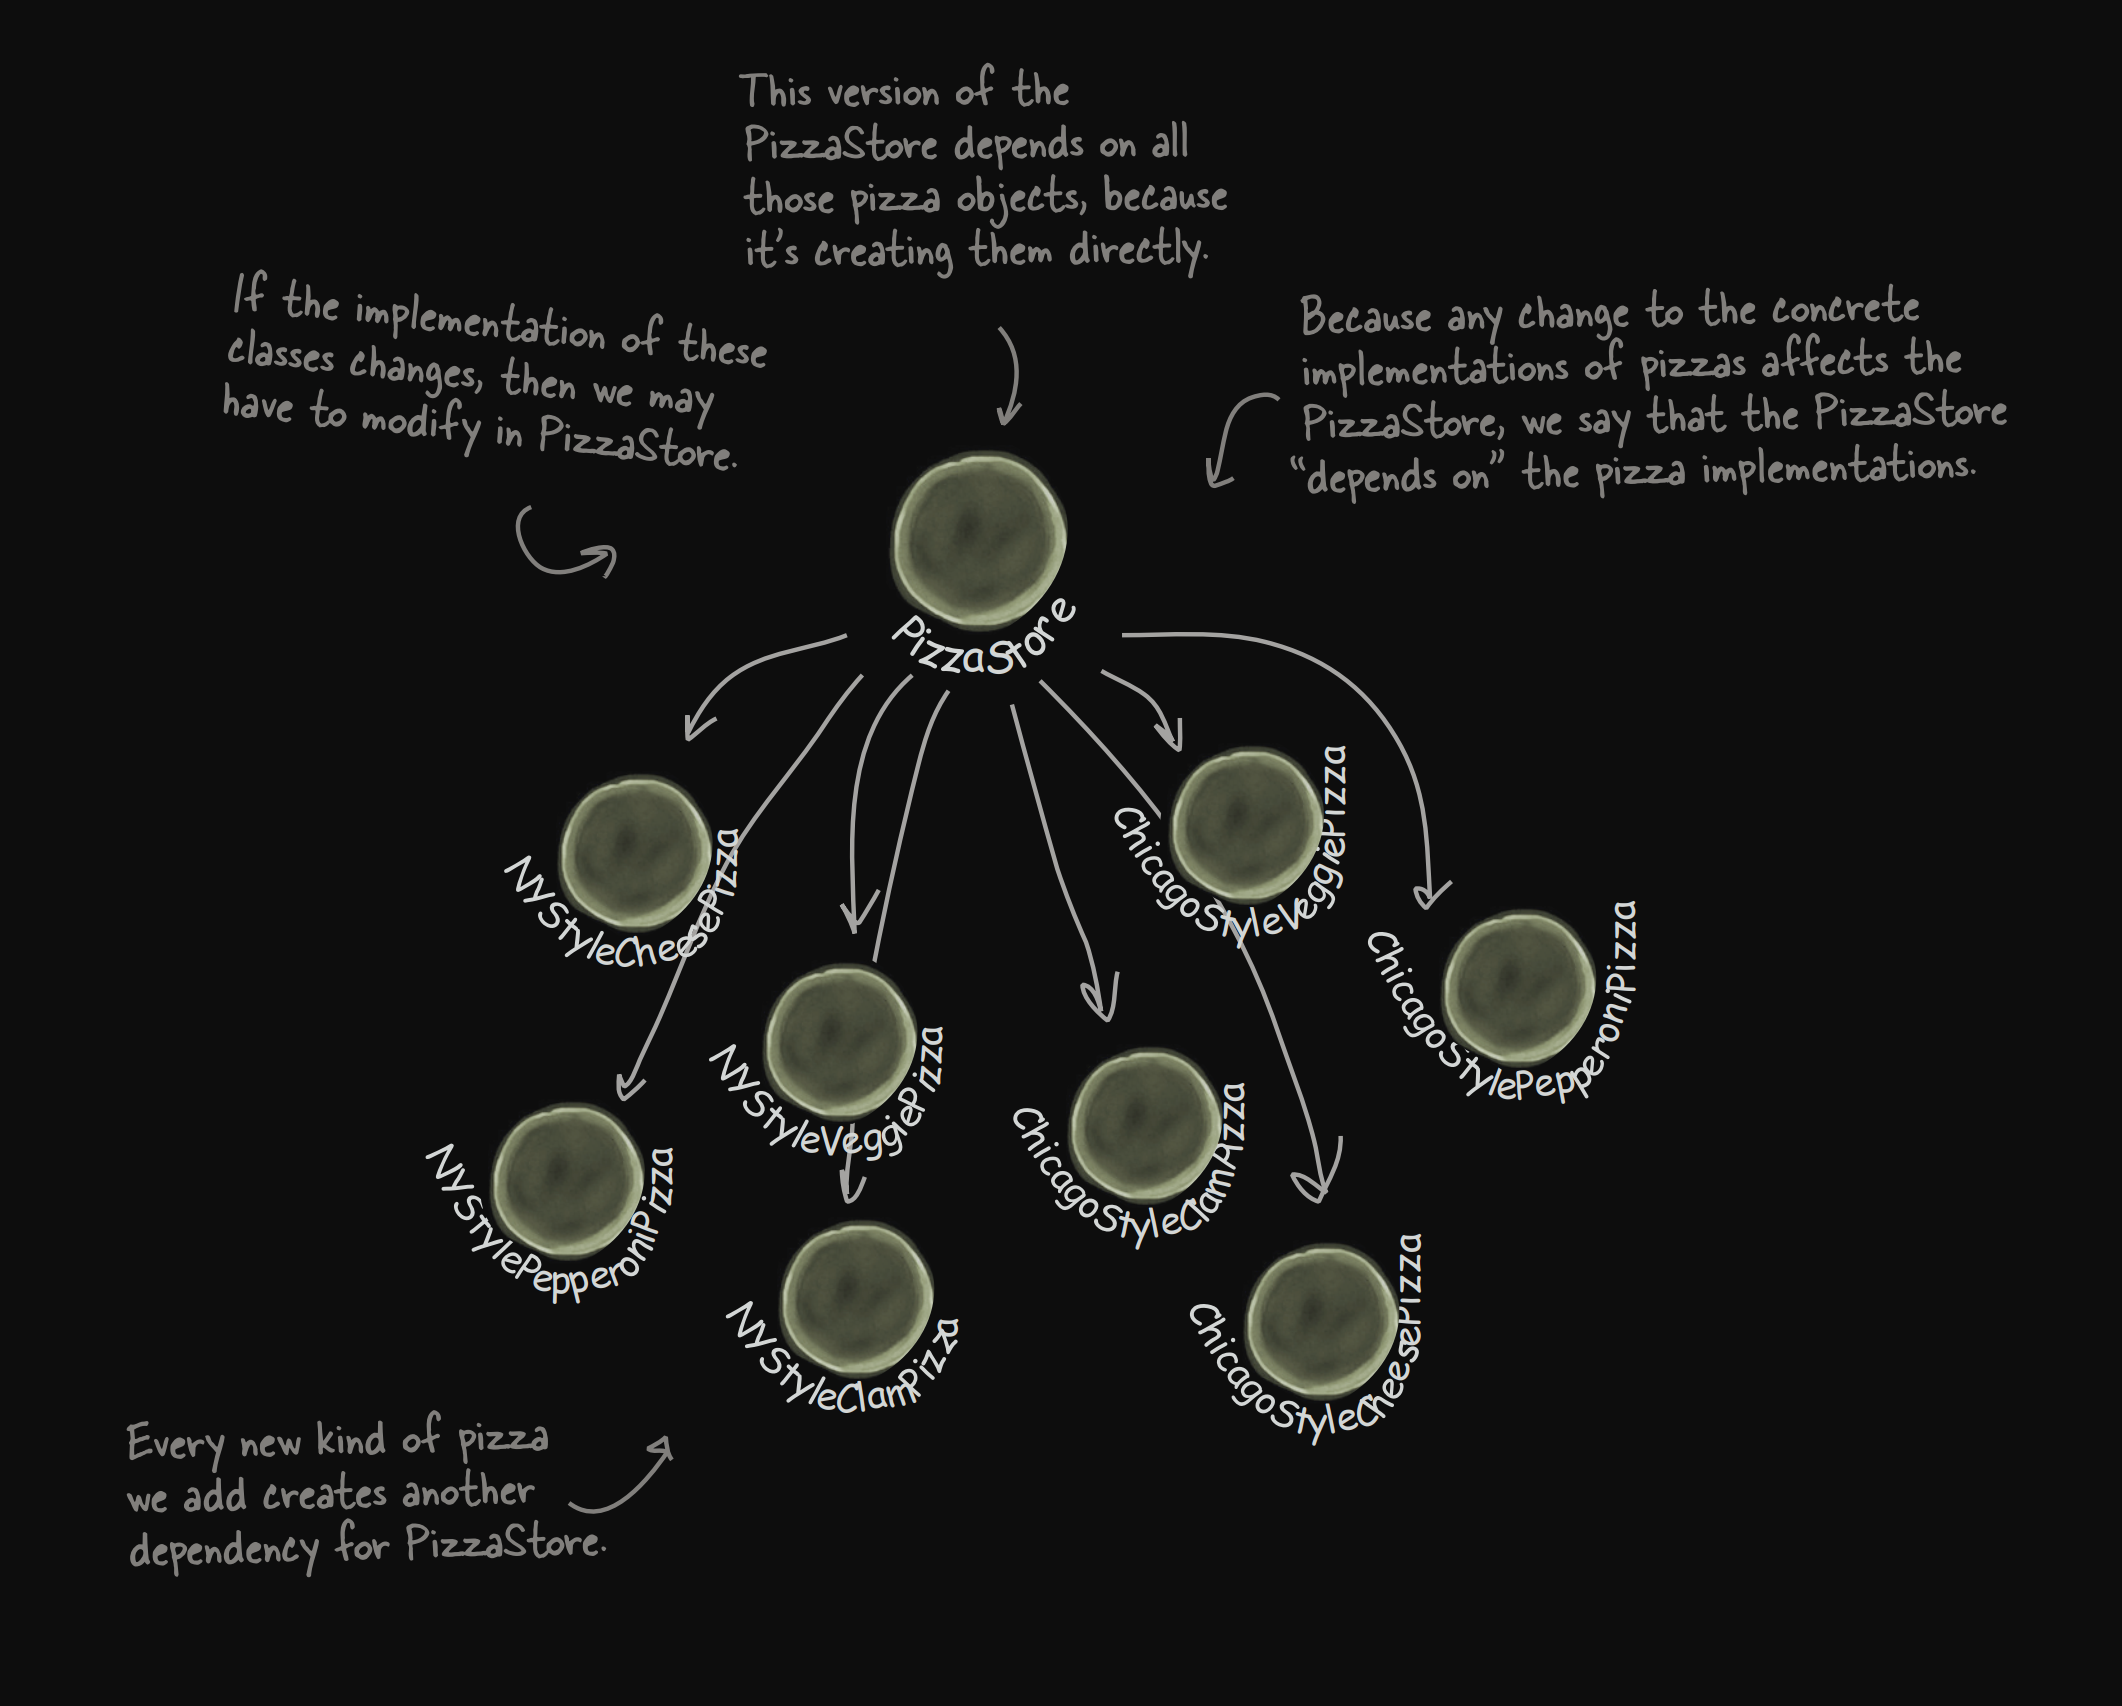 This version of the
PizzaStore depends on all
those pizza objects, because
it's creating them directly.
If the implementation of these
classes changes, then we may
have to modify in PizzaStore.
Because any change to the concrete
implementations of pizzas affects the
PizzaStore, we say that the PizzaStore
“depends on” the pizza implementations.
PizzaStore
NyStyleCheesePizza
ChicagoStyleVeggiePizza
ChicagoStylePepperoniPizza
NyStyleVeggiePizza
ChicagoStyleClamPizza
NyStylePepperoniPizza
NyStyleClamPizza
ChicagoStyleCheesePizza
Every new kind of pizza
we add creates another
dependency for PizzaStore.